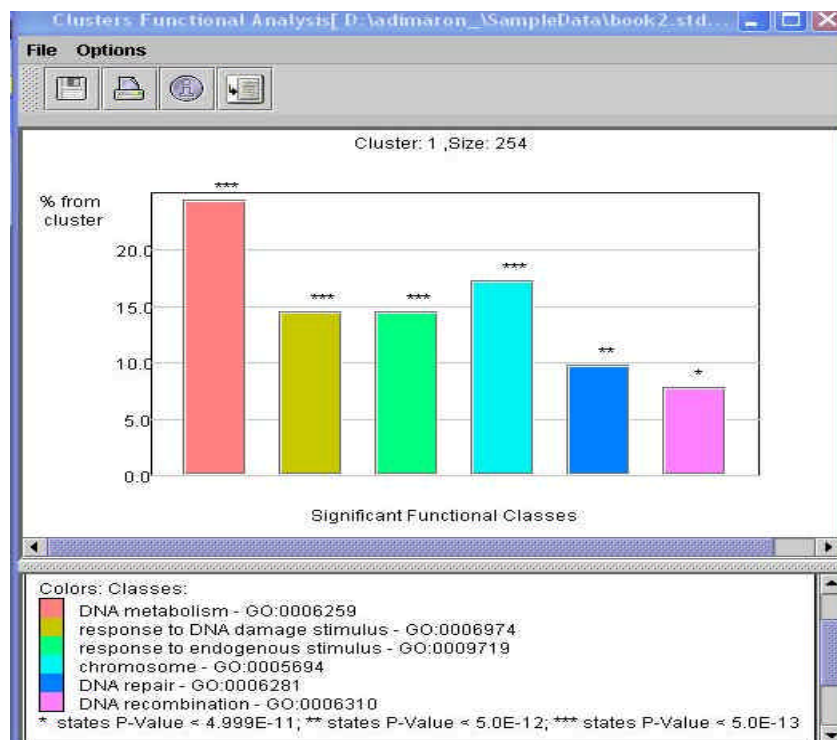 Clusters Functional Analysis[ D:\adimaron_\SampleData\book2.std...
File Options
Cluster: 1 ,Size: 254
% from
cluster
***
***
***
***
**
*
20.0
15.0
10.0
5.0
0.0
Significant Functional Classes
Colors: Classes:
DNA metabolism - GO:0006259
response to DNA damage stimulus - GO:0006974
response to endogenous stimulus - GO:0009719
chromosome - GO:0005694
DNA repair - GO:0006281
DNA recombination - GO:0006310
* states P-Value < 4.999E-11; ** states P-Value < 5.0E-12; *** states P-Value < 5.0E-13